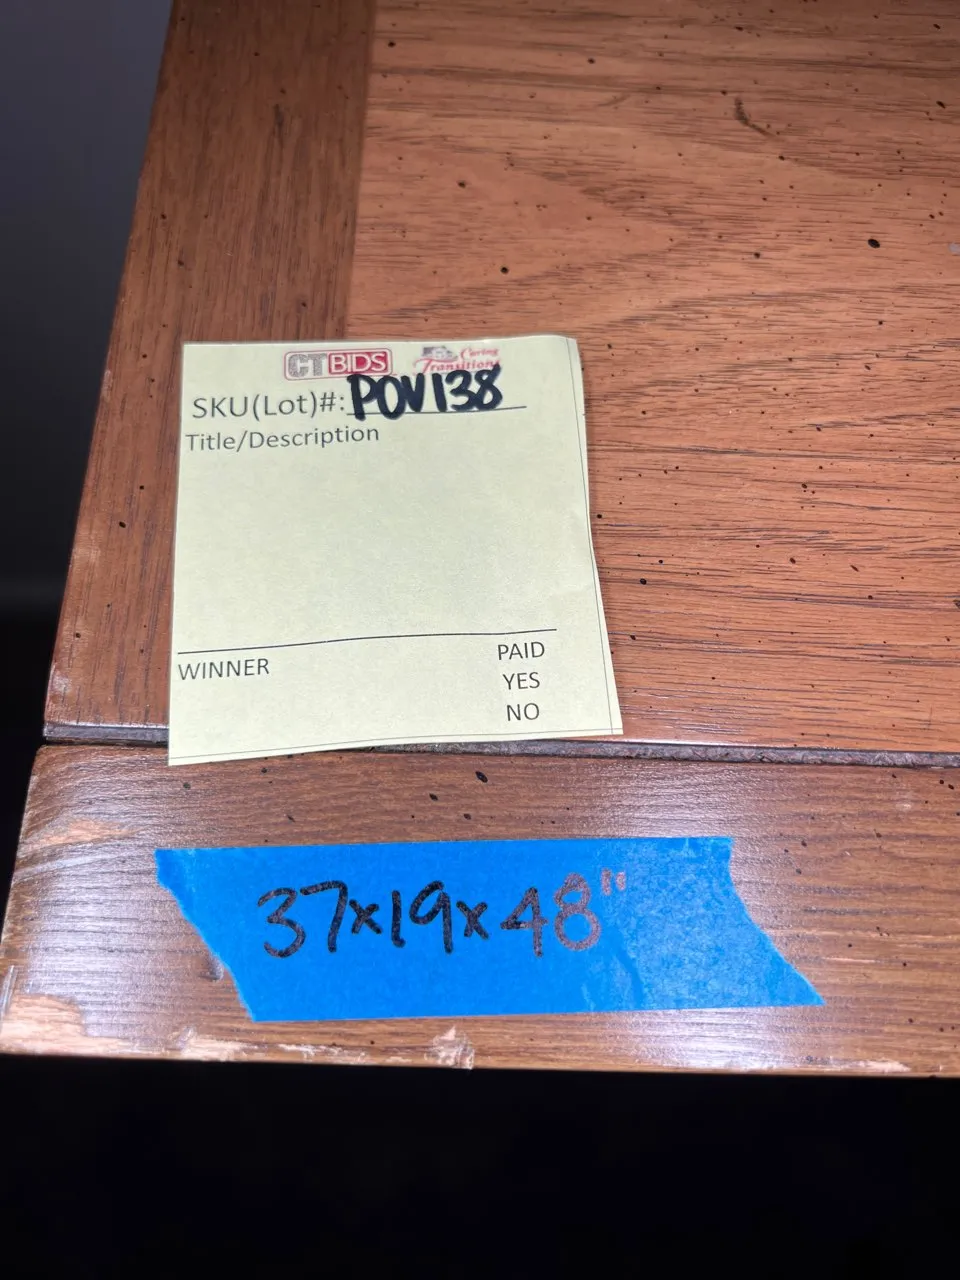 CTBIDS Caring Transitions
SKU(Lot)#: POV138
Title/Description
WINNER
PAID
YES
NO
37x19x48"